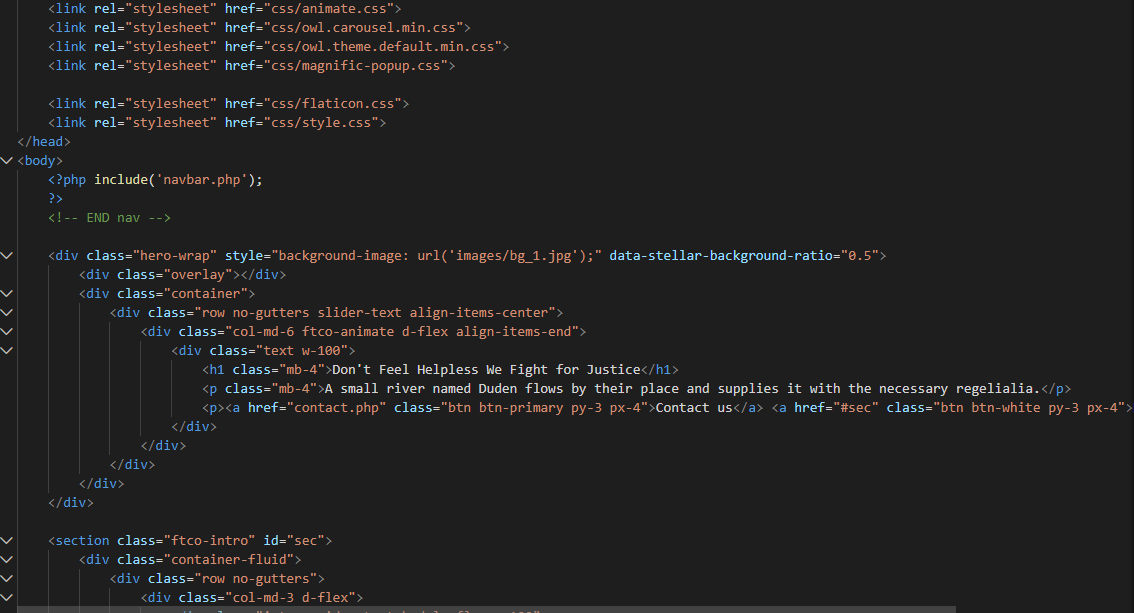 <link rel="stylesheet" href="css/animate.css">
<link rel="stylesheet" href="css/owl.carousel.min.css">
<link rel="stylesheet" href="css/owl.theme.default.min.css">
<link rel="stylesheet" href="css/magnific-popup.css">
<link rel="stylesheet" href="css/flaticon.css">
<link rel="stylesheet" href="css/style.css">
</head>
<body>
<?php include('navbar.php');
?>
<!-- END nav -->
<div class="hero-wrap" style="background-image: url('images/bg_1.jpg');" data-stellar-background-ratio="0.5">
<div class="overlay"></div>
<div class="container">
<div class="row no-gutters slider-text align-items-center">
<div class="col-md-6 ftco-animate d-flex align-items-end">
<div class="text w-100">
<h1 class="mb-4">Don't Feel Helpless We Fight for Justice</h1>
<p class="mb-4">A small river named Duden flows by their place and supplies it with the necessary regelialia.</p>
<p><a href="contact.php" class="btn btn-primary py-3 px-4">Contact us</a> <a href="#sec" class="btn btn-white py-3 px-4">
</div>
</div>
</div>
</div>
</div>
<section class="ftco-intro" id="sec">
<div class="container-fluid">
<div class="row no-gutters">
<div class="col-md-3 d-flex">